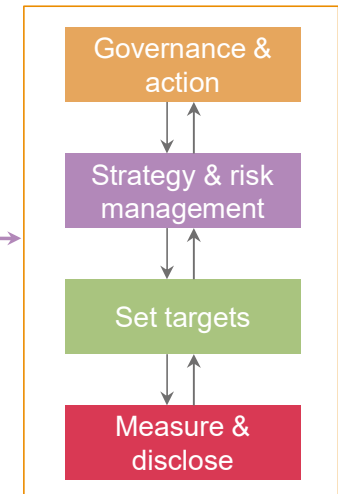 Governance &
action
Strategy & risk
management
Set targets
Measure &
disclose